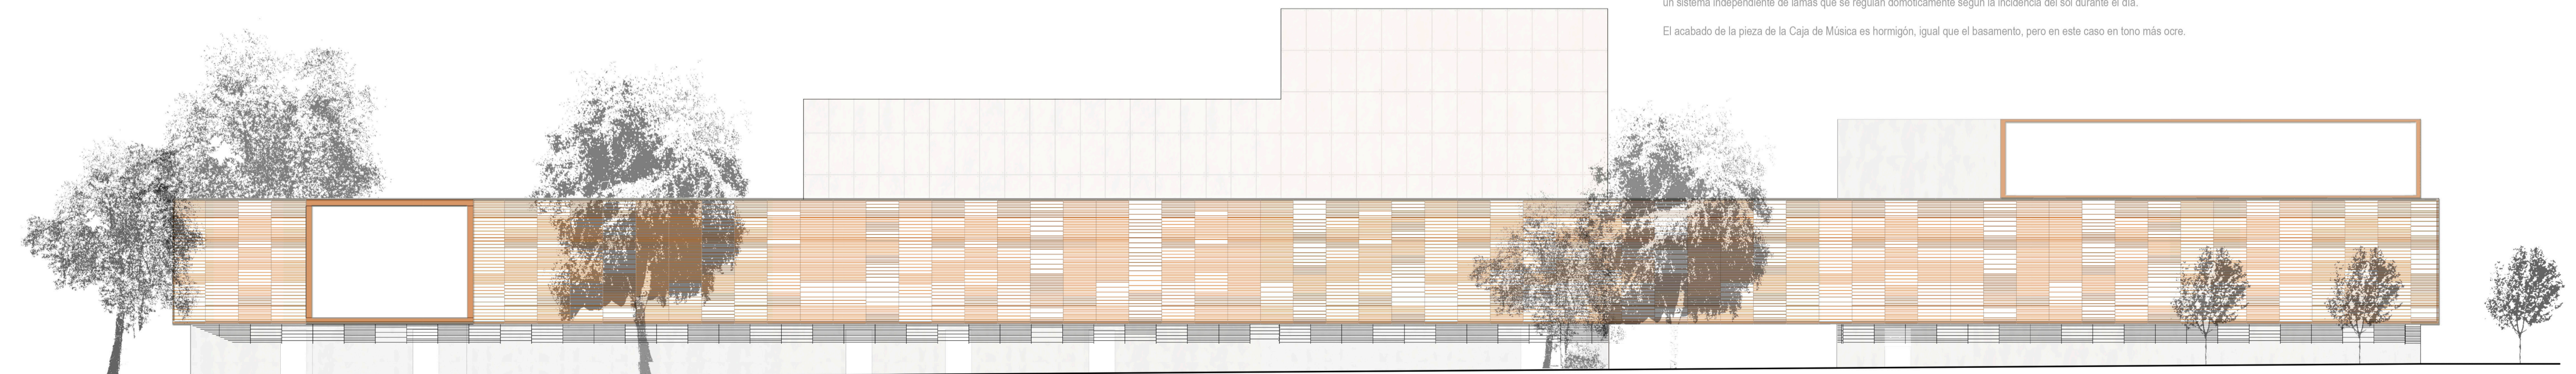 un sistema independiente de lamas que se regulan domóticamente según la incidencia del sol durante el día.
El acabado de la pieza de la Caja de Música es hormigón, igual que el basamento, pero en este caso en tono más ocre.